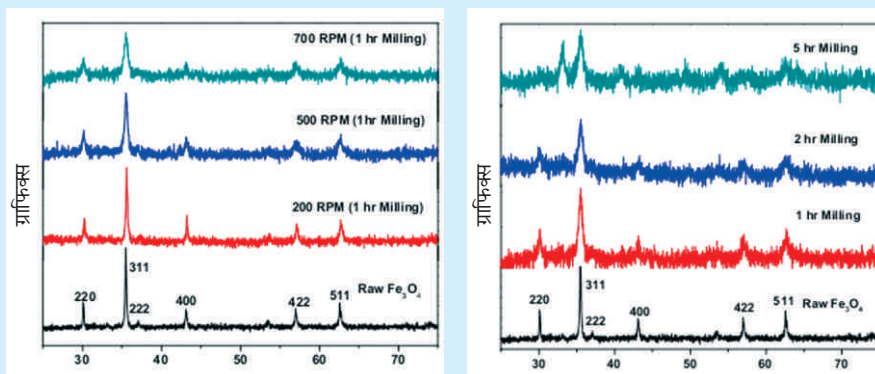 700 RPM (1 hr Milling)
500 RPM (1hr Milling)
200 RPM (1 hr Milling)
311
220
222
400
422
511
Raw Fe₃O₄
30
40
50
60
70
ग्राफिक्स
5 hr Milling
2 hr Milling
1 hr Milling
311
220
222
400
422
511
Raw Fe₃O₄
30
40
50
60
70
ग्राफिक्स